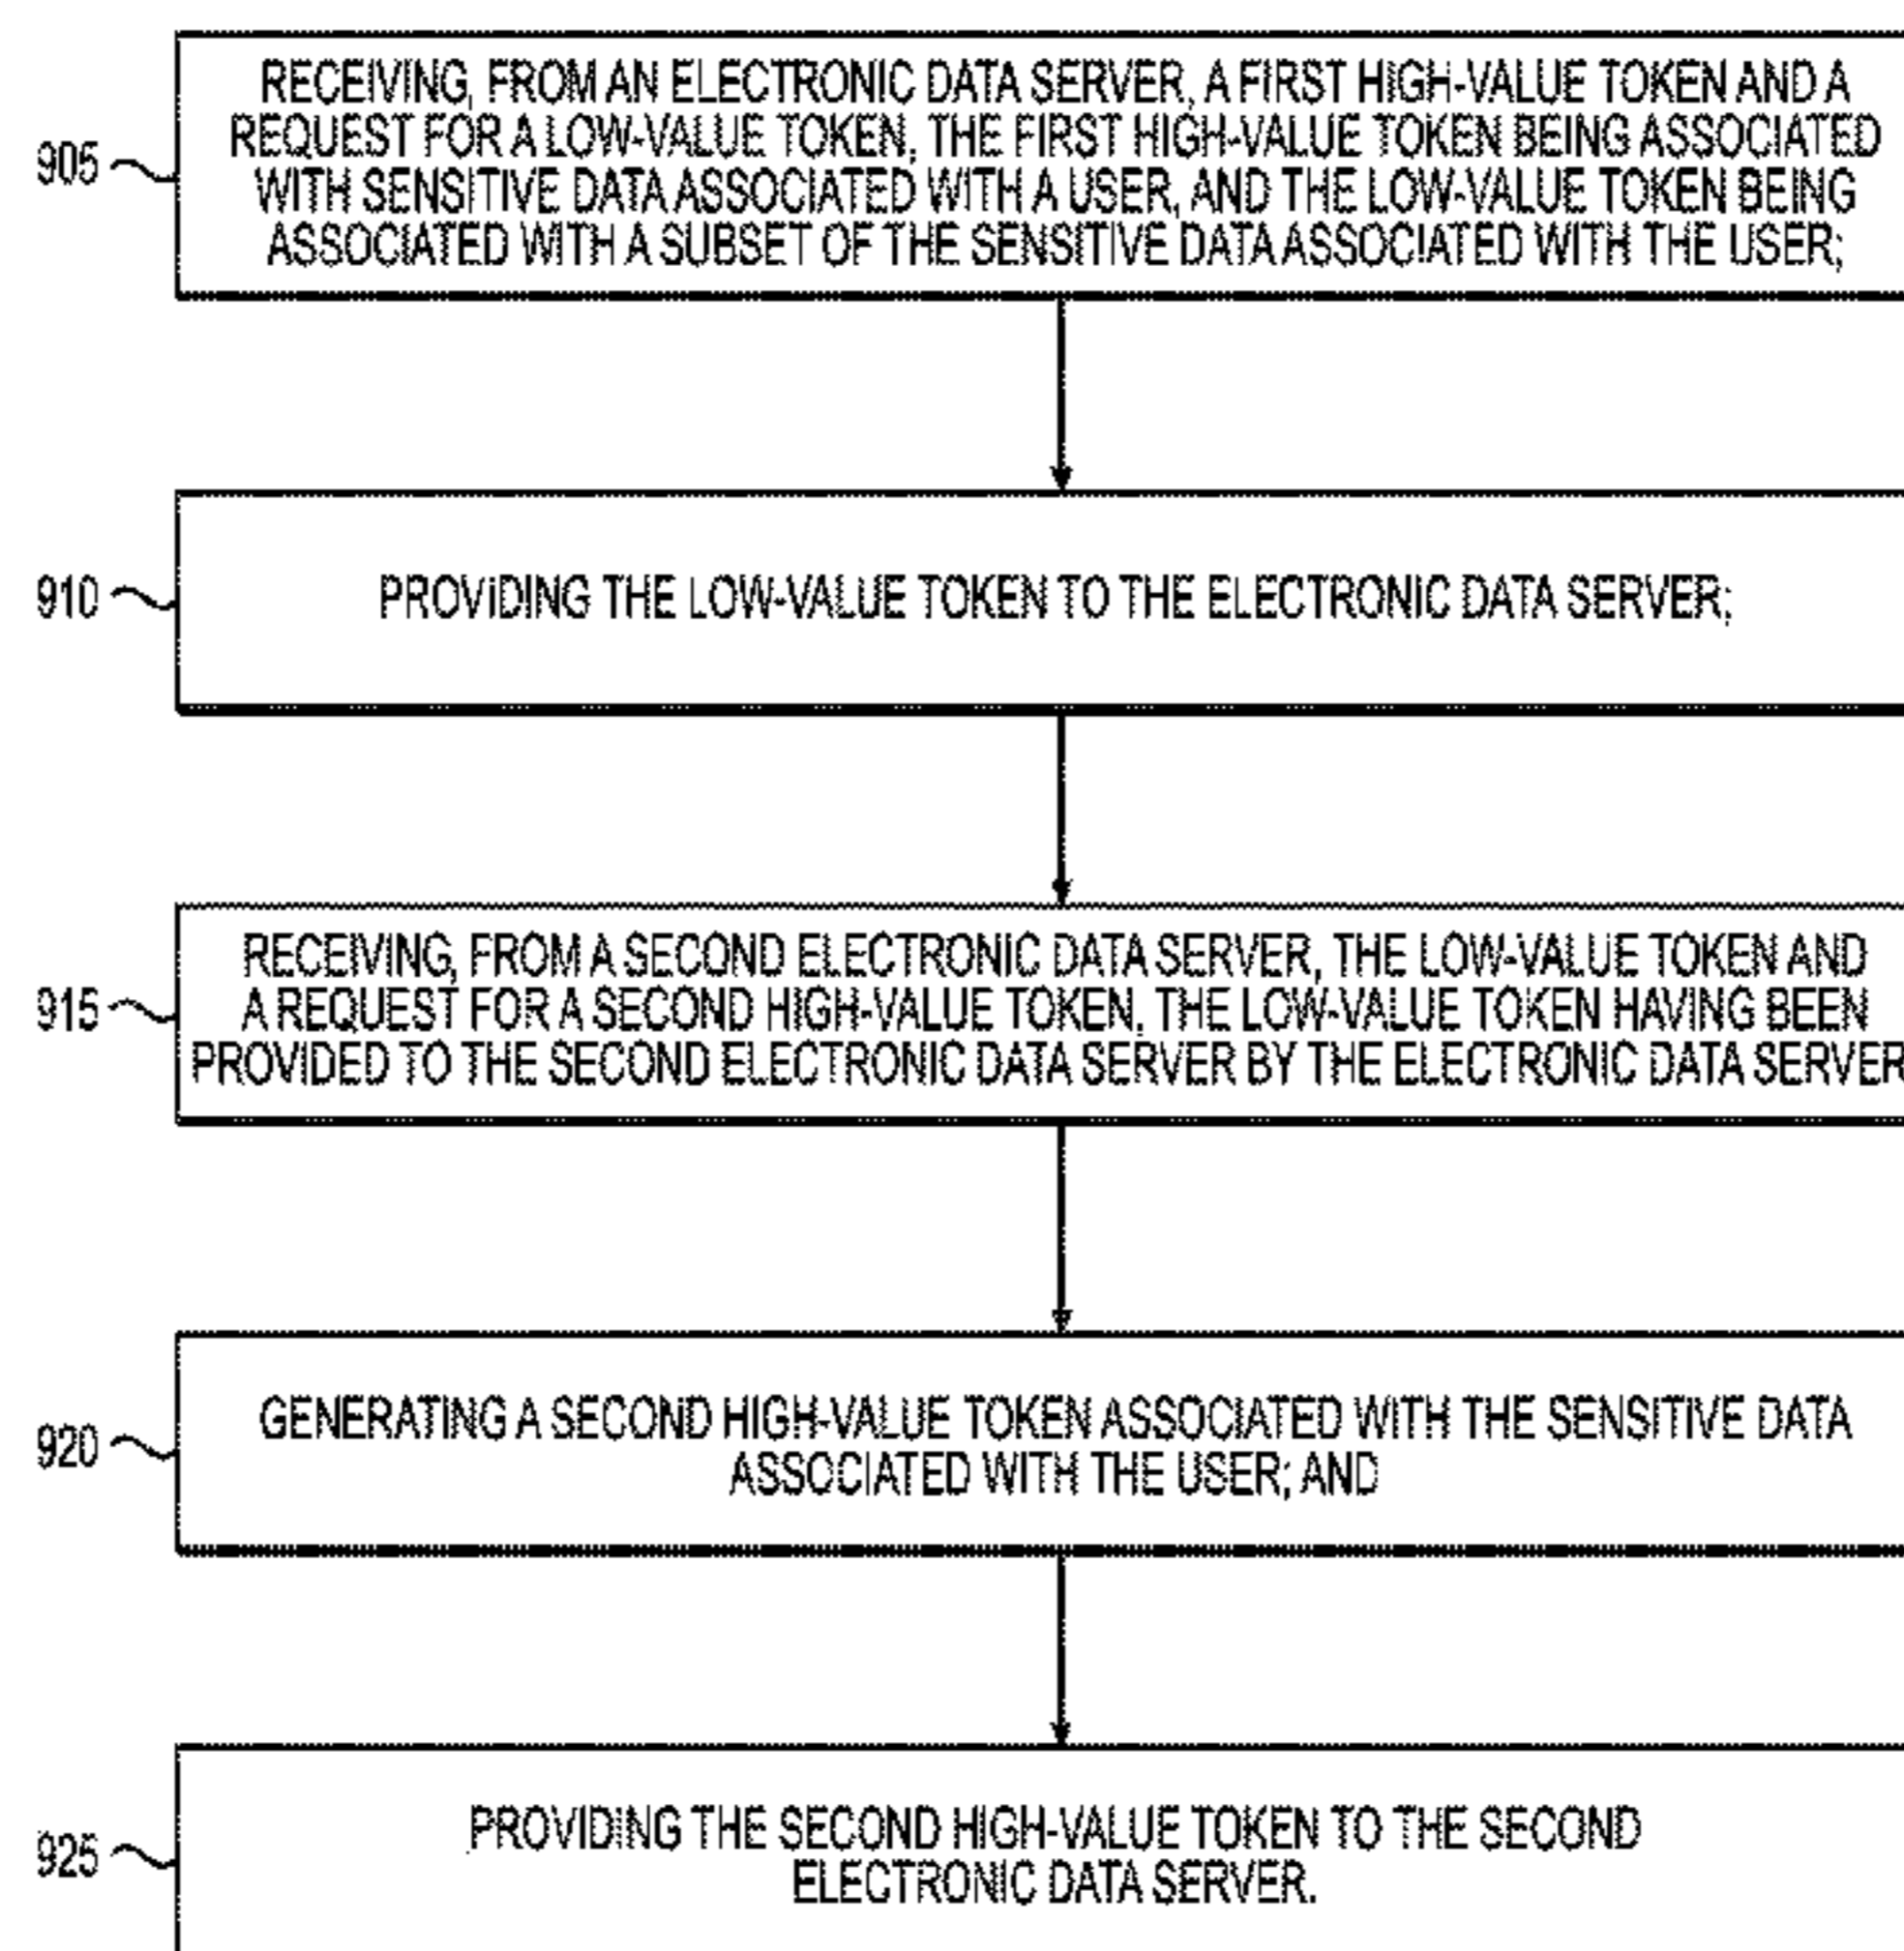 RECEIVING, FROM AN ELECTRONIC DATA SERVER, A FIRST HIGH-VALUE TOKEN AND A
REQUEST FOR A LOW-VALUE TOKEN, THE FIRST HIGH-VALUE TOKEN BEING ASSOCIATED
905
WITH SENSITIVE DATA ASSOCIATED WITH A USER, AND THE LOW-VALUE TOKEN BEING
ASSOCIATED WITH A SUBSET OF THE SENSITIVE DATA ASSOCIATED WITH THE USER;
910
PROVIDING THE LOW-VALUE TOKEN TO THE ELECTRONIC DATA SERVER;
RECEIVING, FROM A SECOND ELECTRONIC DATA SERVER, THE LOW-VALUE TOKEN AND
915
A REQUEST FOR A SECOND HIGH-VALUE TOKEN, THE LOW-VALUE TOKEN HAVING BEEN
PROVIDED TO THE SECOND ELECTRONIC DATA SERVER BY THE ELECTRONIC DATA SERVER
920
GENERATING A SECOND HIGH-VALUE TOKEN ASSOCIATED WITH THE SENSITIVE DATA
ASSOCIATED WITH THE USER; AND
925
PROVIDING THE SECOND HIGH-VALUE TOKEN TO THE SECOND
ELECTRONIC DATA SERVER.